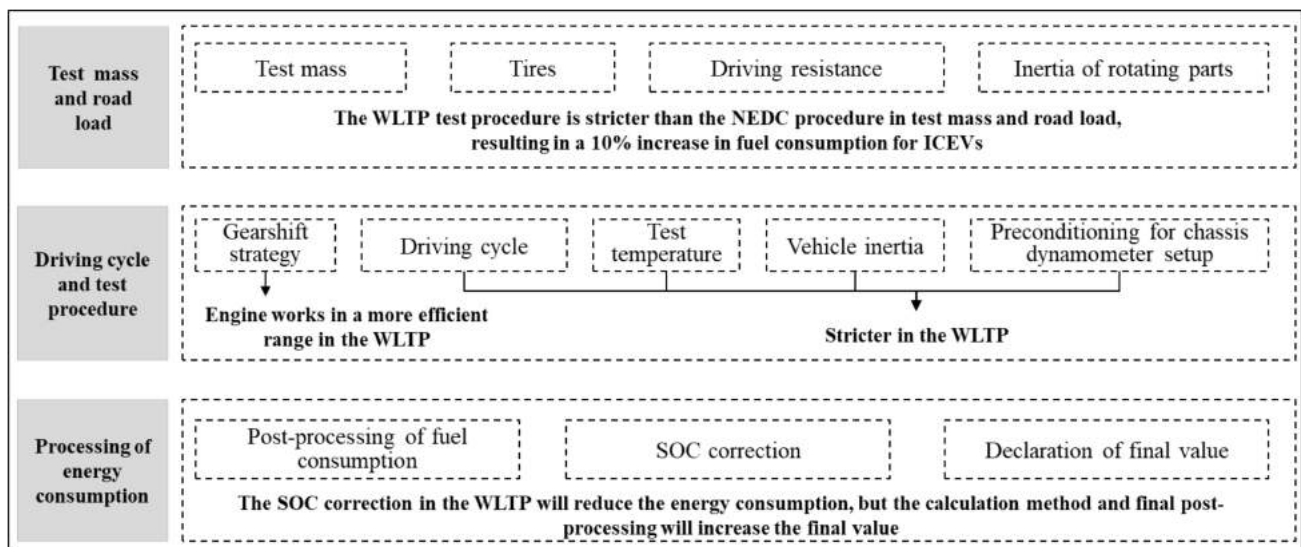 Test mass
and road
load
Test mass
Tires
Driving resistance
Inertia of rotating parts
The WLTP test procedure is stricter than the NEDC procedure in test mass and road load,
resulting in a 10% increase in fuel consumption for ICEVs
Driving cycle
and test
procedure
Gearshift
strategy
Driving cycle
Test
temperature
Vehicle inertia
Preconditioning for chassis
dynamometer setup
Engine works in a more efficient
range in the WLTP
Stricter in the WLTP
Processing of
energy
consumption
Post-processing of fuel
consumption
SOC correction
Declaration of final value
The SOC correction in the WLTP will reduce the energy consumption, but the calculation method and final post-
processing will increase the final value